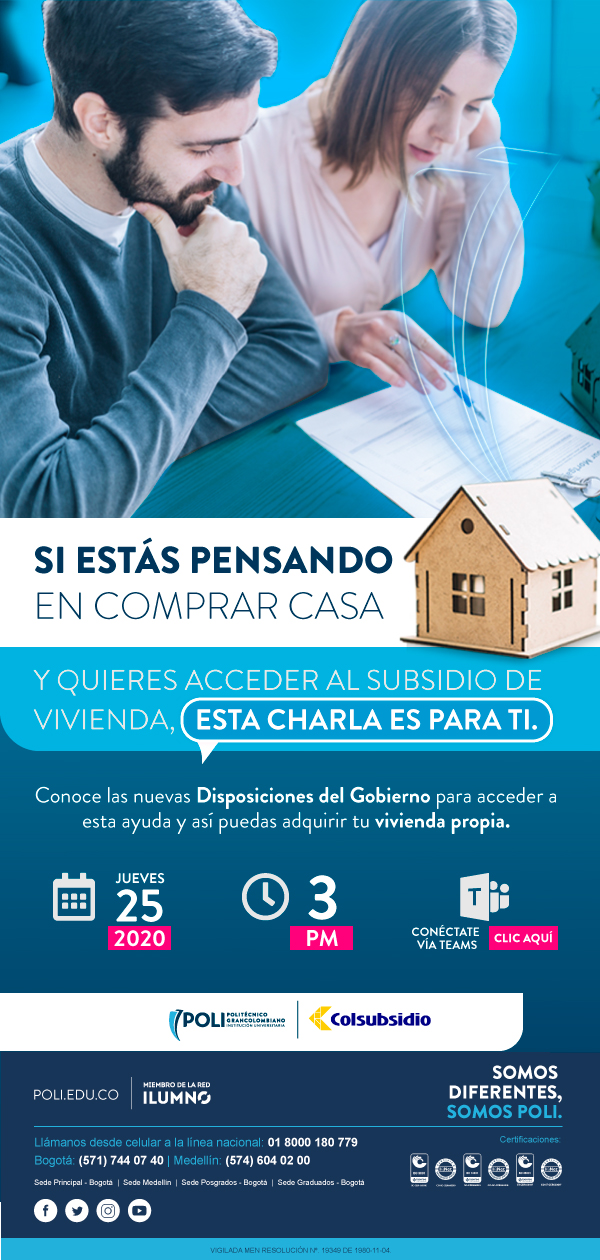 SI ESTÁS PENSANDO
EN COMPRAR CASA
Y QUIERES ACCEDER AL SUBSIDIO DE
VIVIENDA, ESTA CHARLA ES PARA TI.
Conoce las nuevas Disposiciones del Gobierno para acceder a
esta ayuda y así puedas adquirir tu vivienda propia.
JUEVES
25
2020
3
PM
T
CONÉCTATE
VÍA TEAMS
CLIC AQUÍ
POLI POLITÉCNICO
GRANCOLOMBIANO
INSTITUCIÓN UNIVERSITARIA
Colsubsidio
POLI.EDU.CO
MIEMBRO DE LA RED
ILUMNO
SOMOS
DIFERENTES,
SOMOS POLI.
Llámanos desde celular a la línea nacional: 01 8000 180 779
Bogotá: (571) 744 07 40 | Medellín: (574) 604 02 00
Sede Principal - Bogotá | Sede Medellín | Sede Posgrados - Bogotá | Sede Graduados - Bogotá
Certificaciones:
VIGILADA MEN RESOLUCIÓN Nº. 19349 DE 1980-11-04.